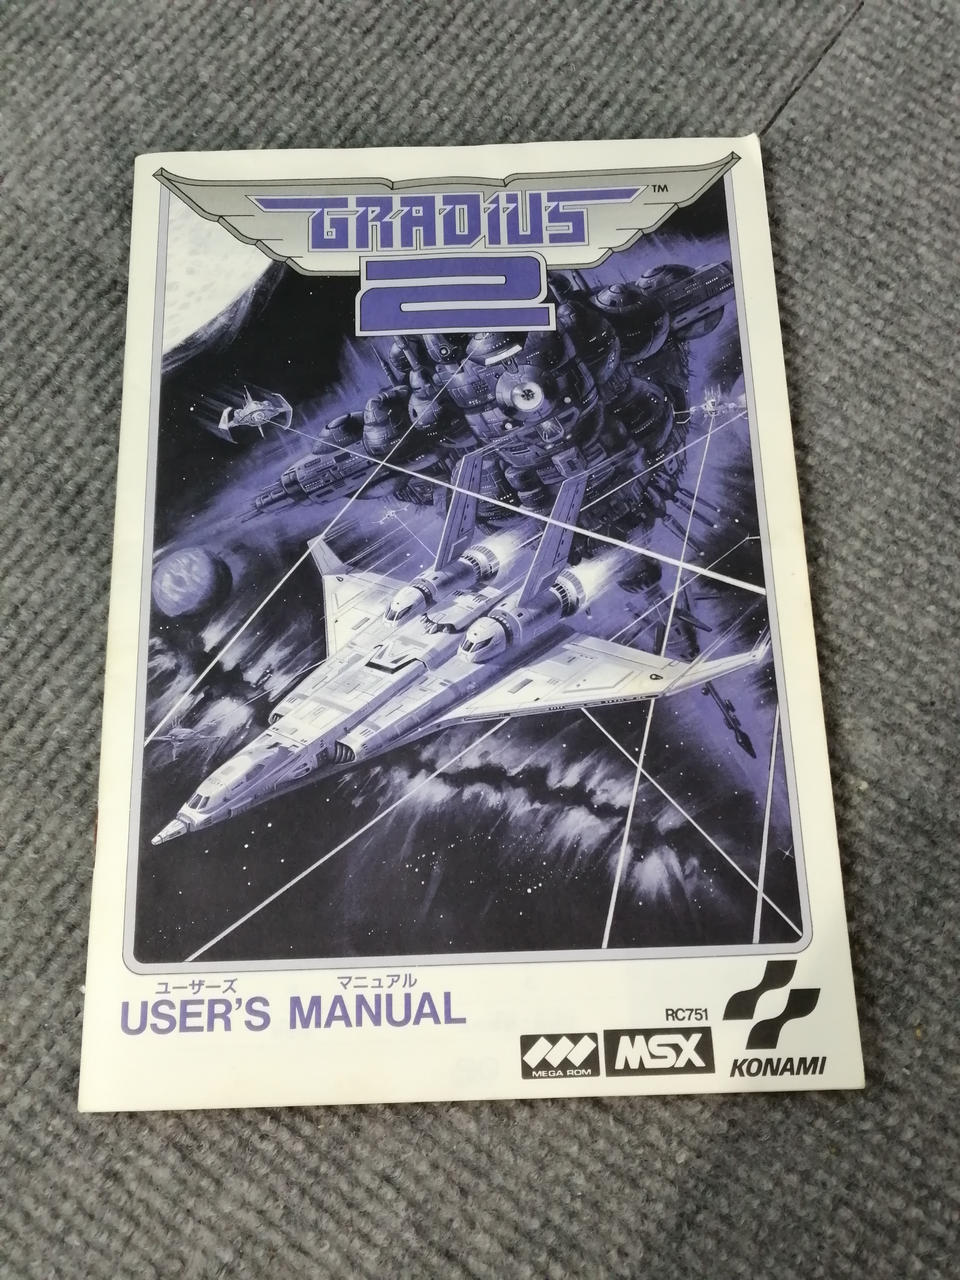 GRADIUS™
2
ユーザーズ マニュアル
USER'S MANUAL
RC751
MEGA ROM
MSX
KONAMI